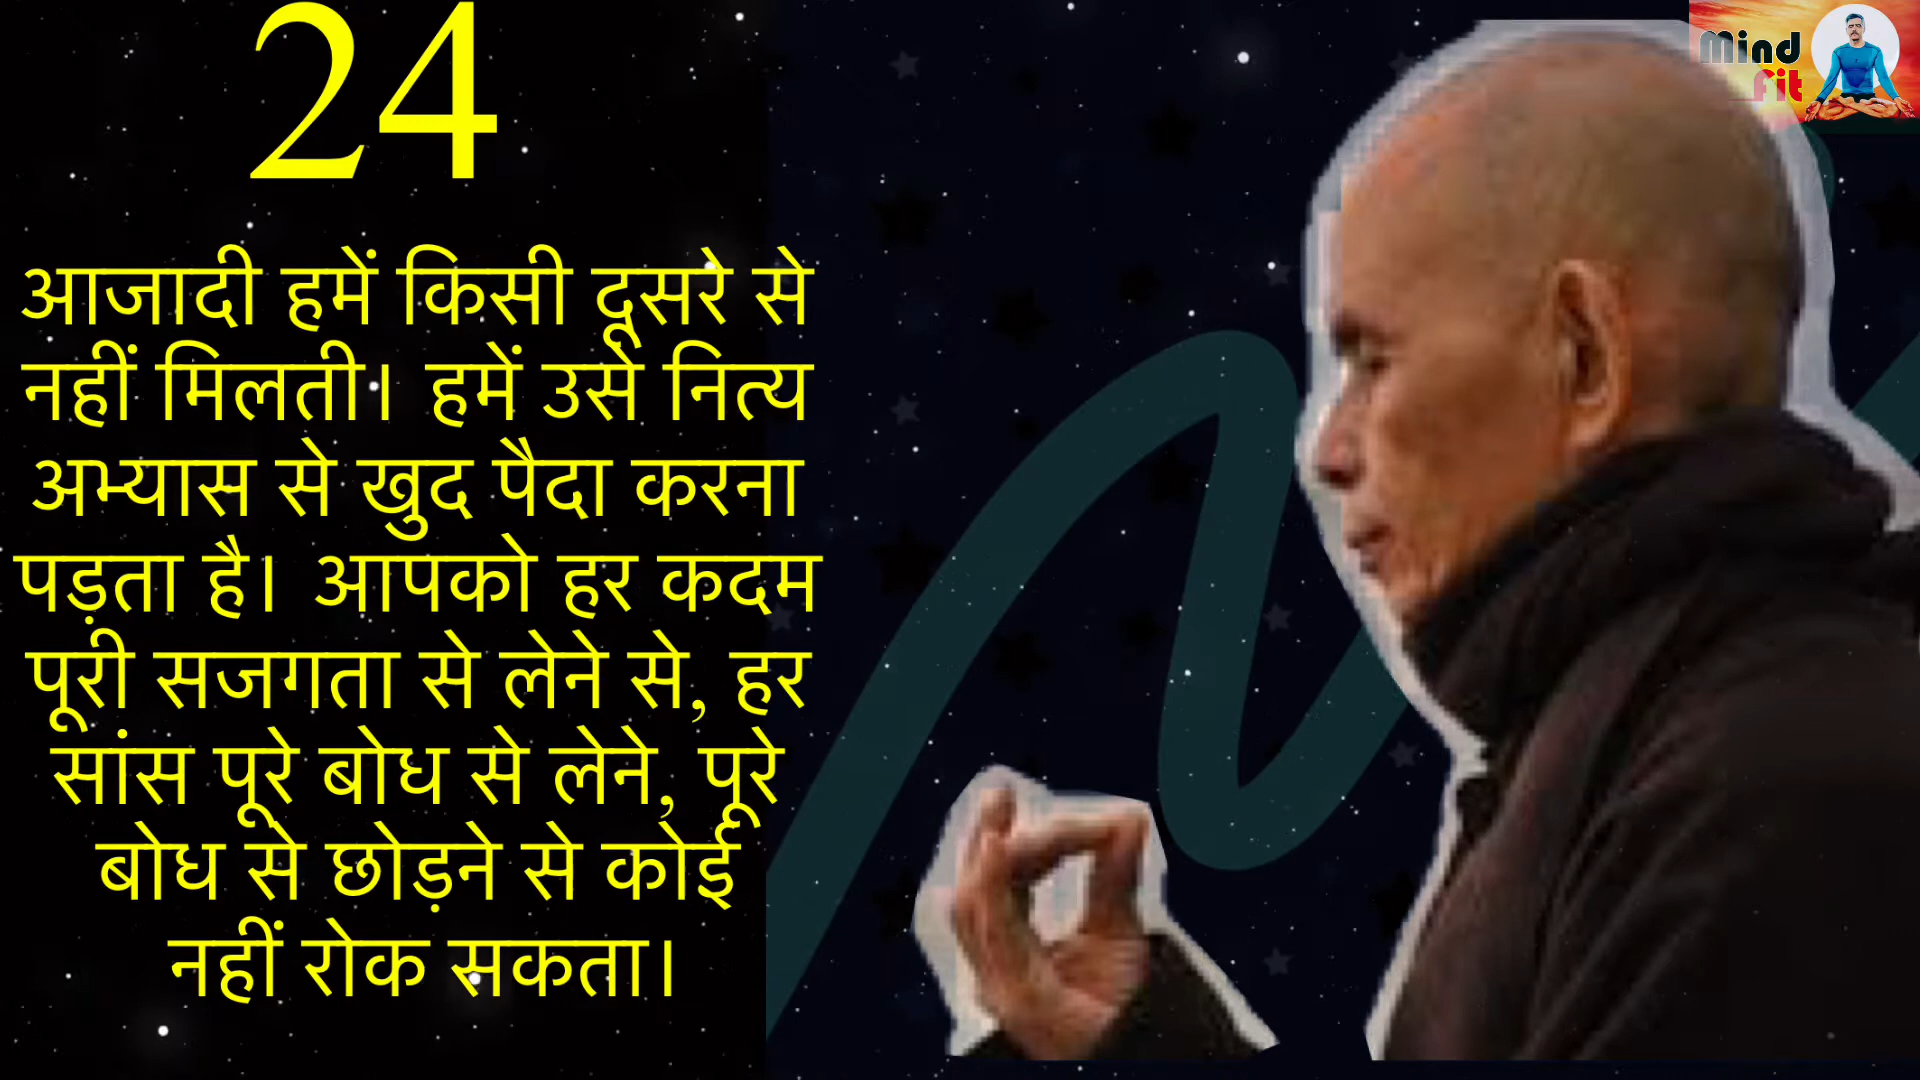 24
Mind
Fit
आजादी हमें किसी दूसरे से
नहीं मिलती। हमें उसे नित्य
अभ्यास से खुद पैदा करना
पड़ता है। आपको हर कदम
पूरी सजगता से लेने से, हर
सांस पूरे बोध से लेने, पूरे
बोध से छोड़ने से कोई
नहीं रोक सकता।